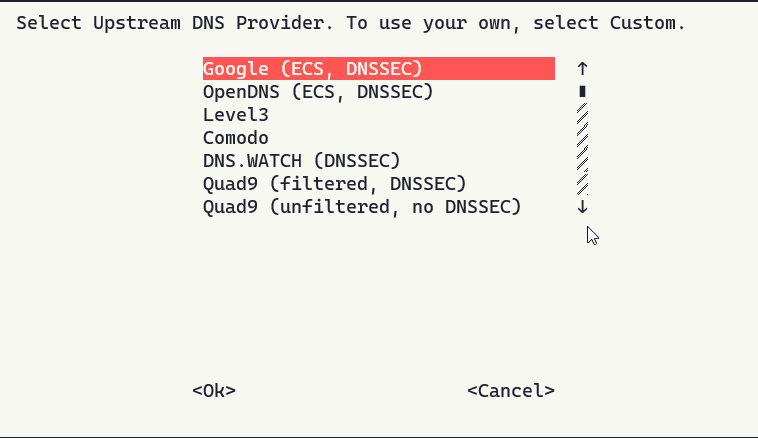 Select Upstream DNS Provider. To use your own, select Custom.
Google (ECS, DNSSEC)
OpenDNS (ECS, DNSSEC)
Level3
Comodo
DNS.WATCH (DNSSEC)
Quad9 (filtered, DNSSEC)
Quad9 (unfiltered, no DNSSEC)
<Ok> <Cancel>